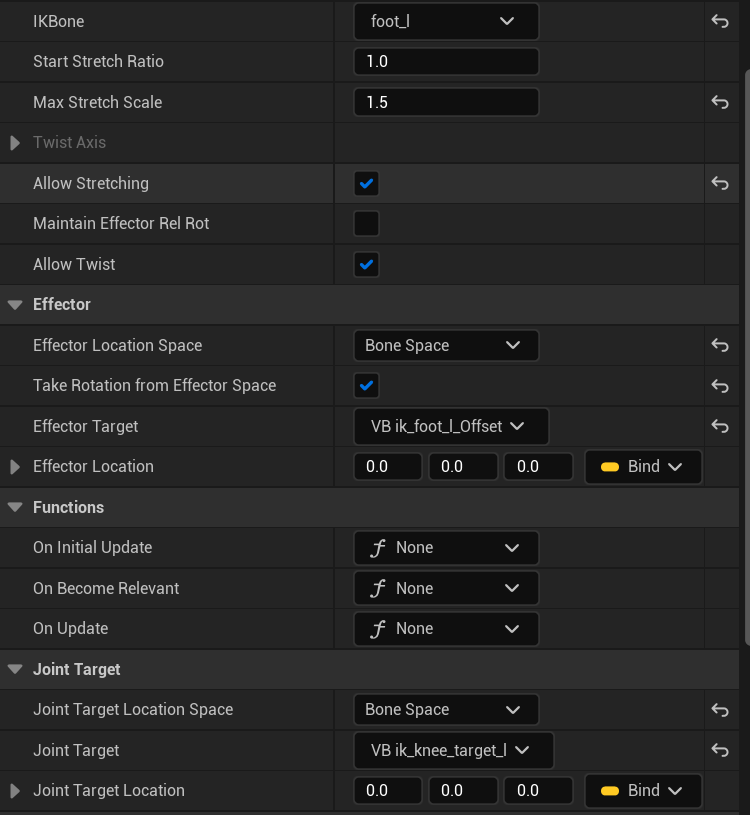 IKBone foot_l
Start Stretch Ratio 1.0
Max Stretch Scale 1.5
Twist Axis
Allow Stretching
Maintain Effector Rel Rot
Allow Twist
Effector
Effector Location Space Bone Space
Take Rotation from Effector Space
Effector Target VB ik_foot_l_Offset
Effector Location 0.0 0.0 0.0 Bind
Functions
On Initial Update f None
On Become Relevant f None
On Update f None
Joint Target
Joint Target Location Space Bone Space
Joint Target VB ik_knee_target_l
Joint Target Location 0.0 0.0 0.0 Bind